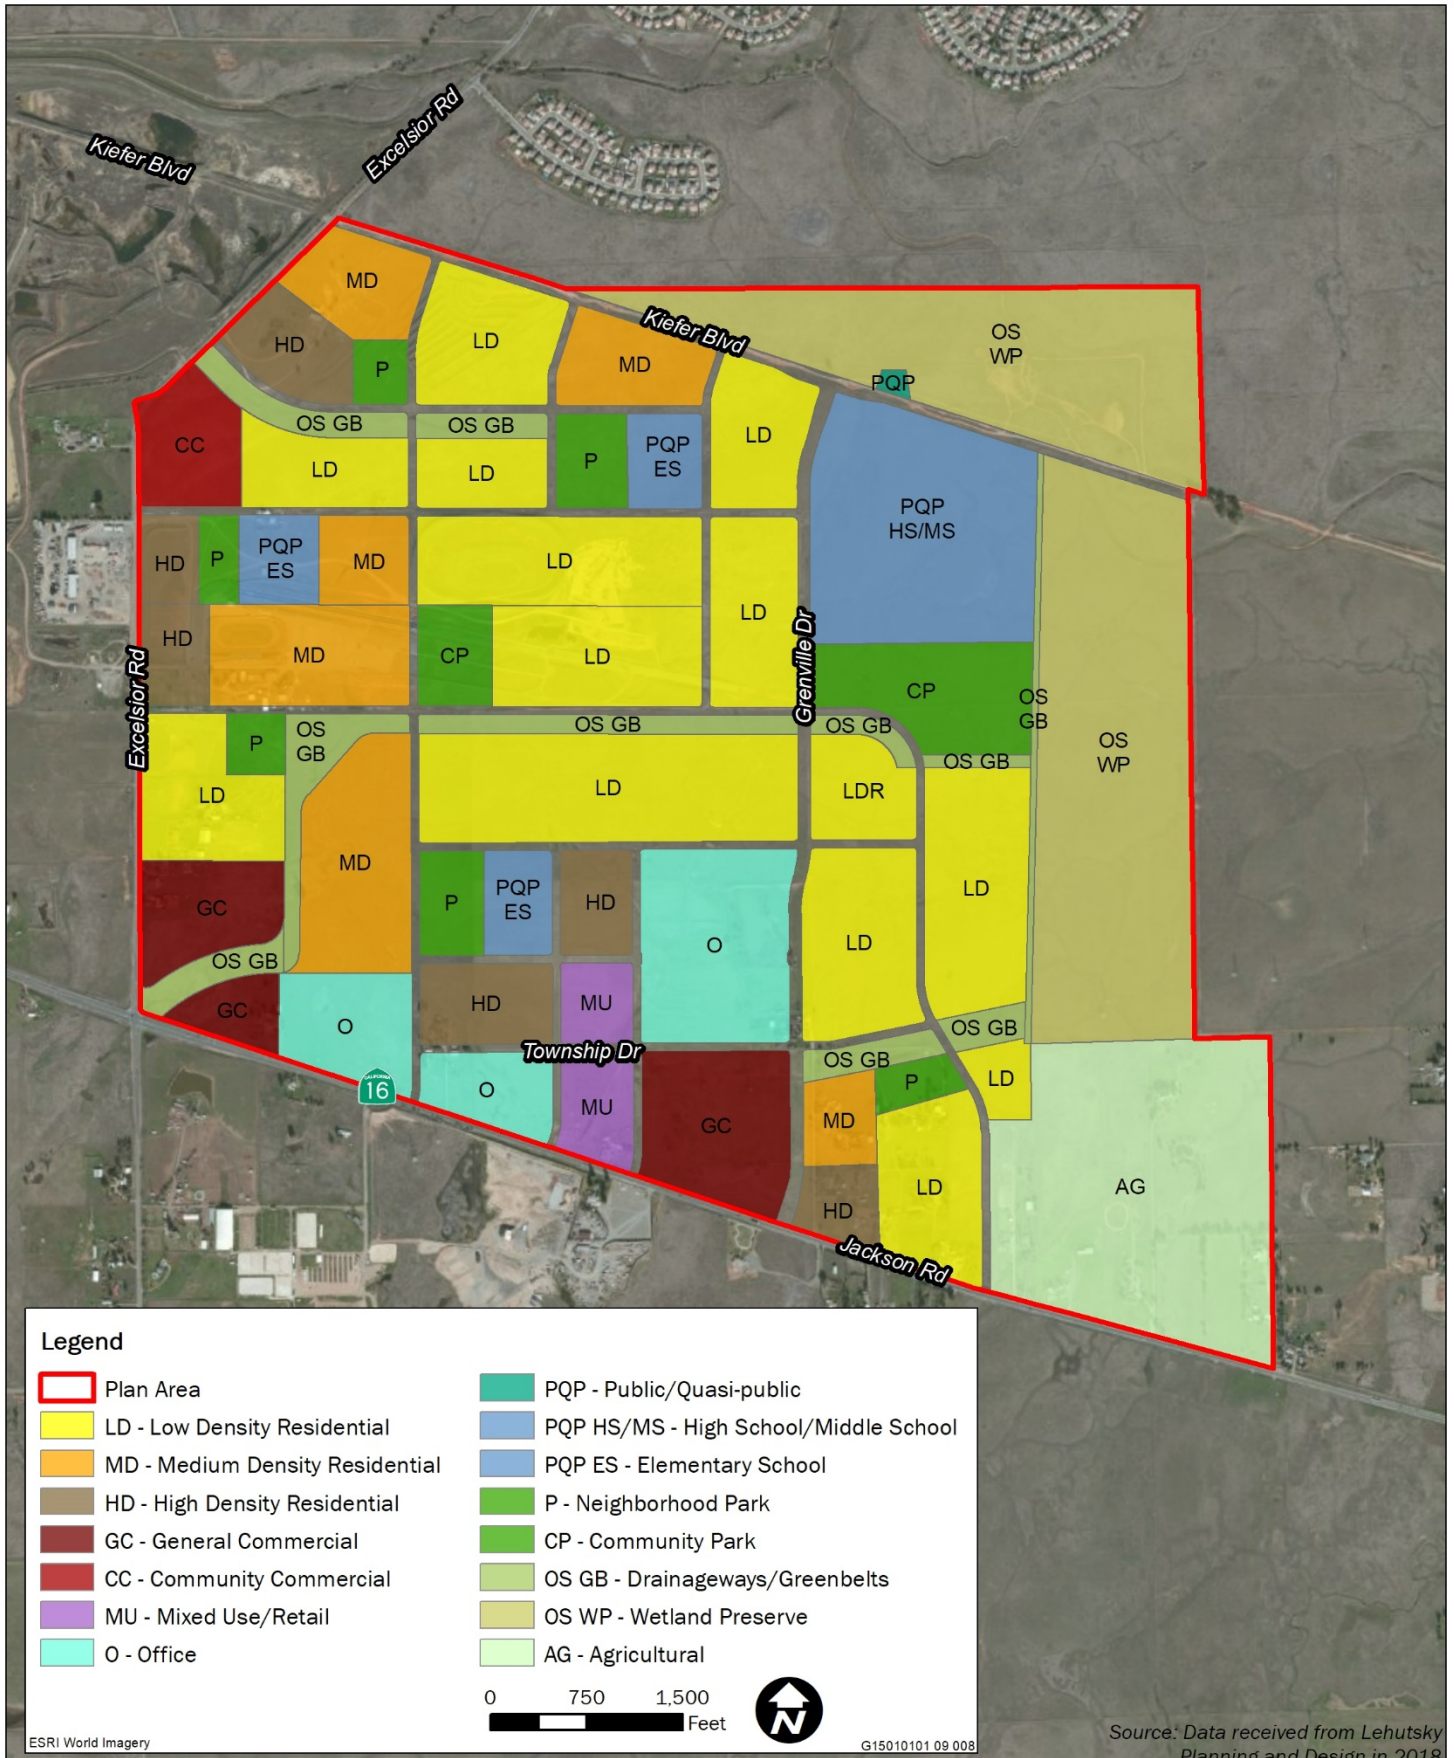 Kiefer Blvd
Excelsior Rd
MD
HD
LD
P
MD
Kiefer Blvd
OS
WP
PQP
CC
OS GB
OS GB
LD
LD
P
PQP
ES
LD
PQP
HS/MS
HD
P
PQP
ES
MD
LD
LD
HD
MD
CP
LD
Grenville Dr
Excelsior Rd
CP
OS
GB
P
OS
GB
OS GB
OS GB
OS GB
OS
WP
LD
LD
LDR
MD
GC
P
PQP
ES
HD
O
LD
LD
OS GB
GC
O
HD
MU
Township Dr
OS GB
OS GB
CALIFORNIA
16
O
MU
GC
MD
P
LD
HD
LD
AG
Jackson Rd
Legend
Plan Area
LD - Low Density Residential
MD - Medium Density Residential
HD - High Density Residential
GC - General Commercial
CC - Community Commercial
MU - Mixed Use/Retail
O - Office
PQP - Public/Quasi-public
PQP HS/MS - High School/Middle School
PQP ES - Elementary School
P - Neighborhood Park
CP - Community Park
OS GB - Drainageways/Greenbelts
OS WP - Wetland Preserve
AG - Agricultural
0 750 1,500
Feet
N
ESRI World Imagery
G15010101 09 008
Source: Data received from Lehutsky
Planning and Design in 2018